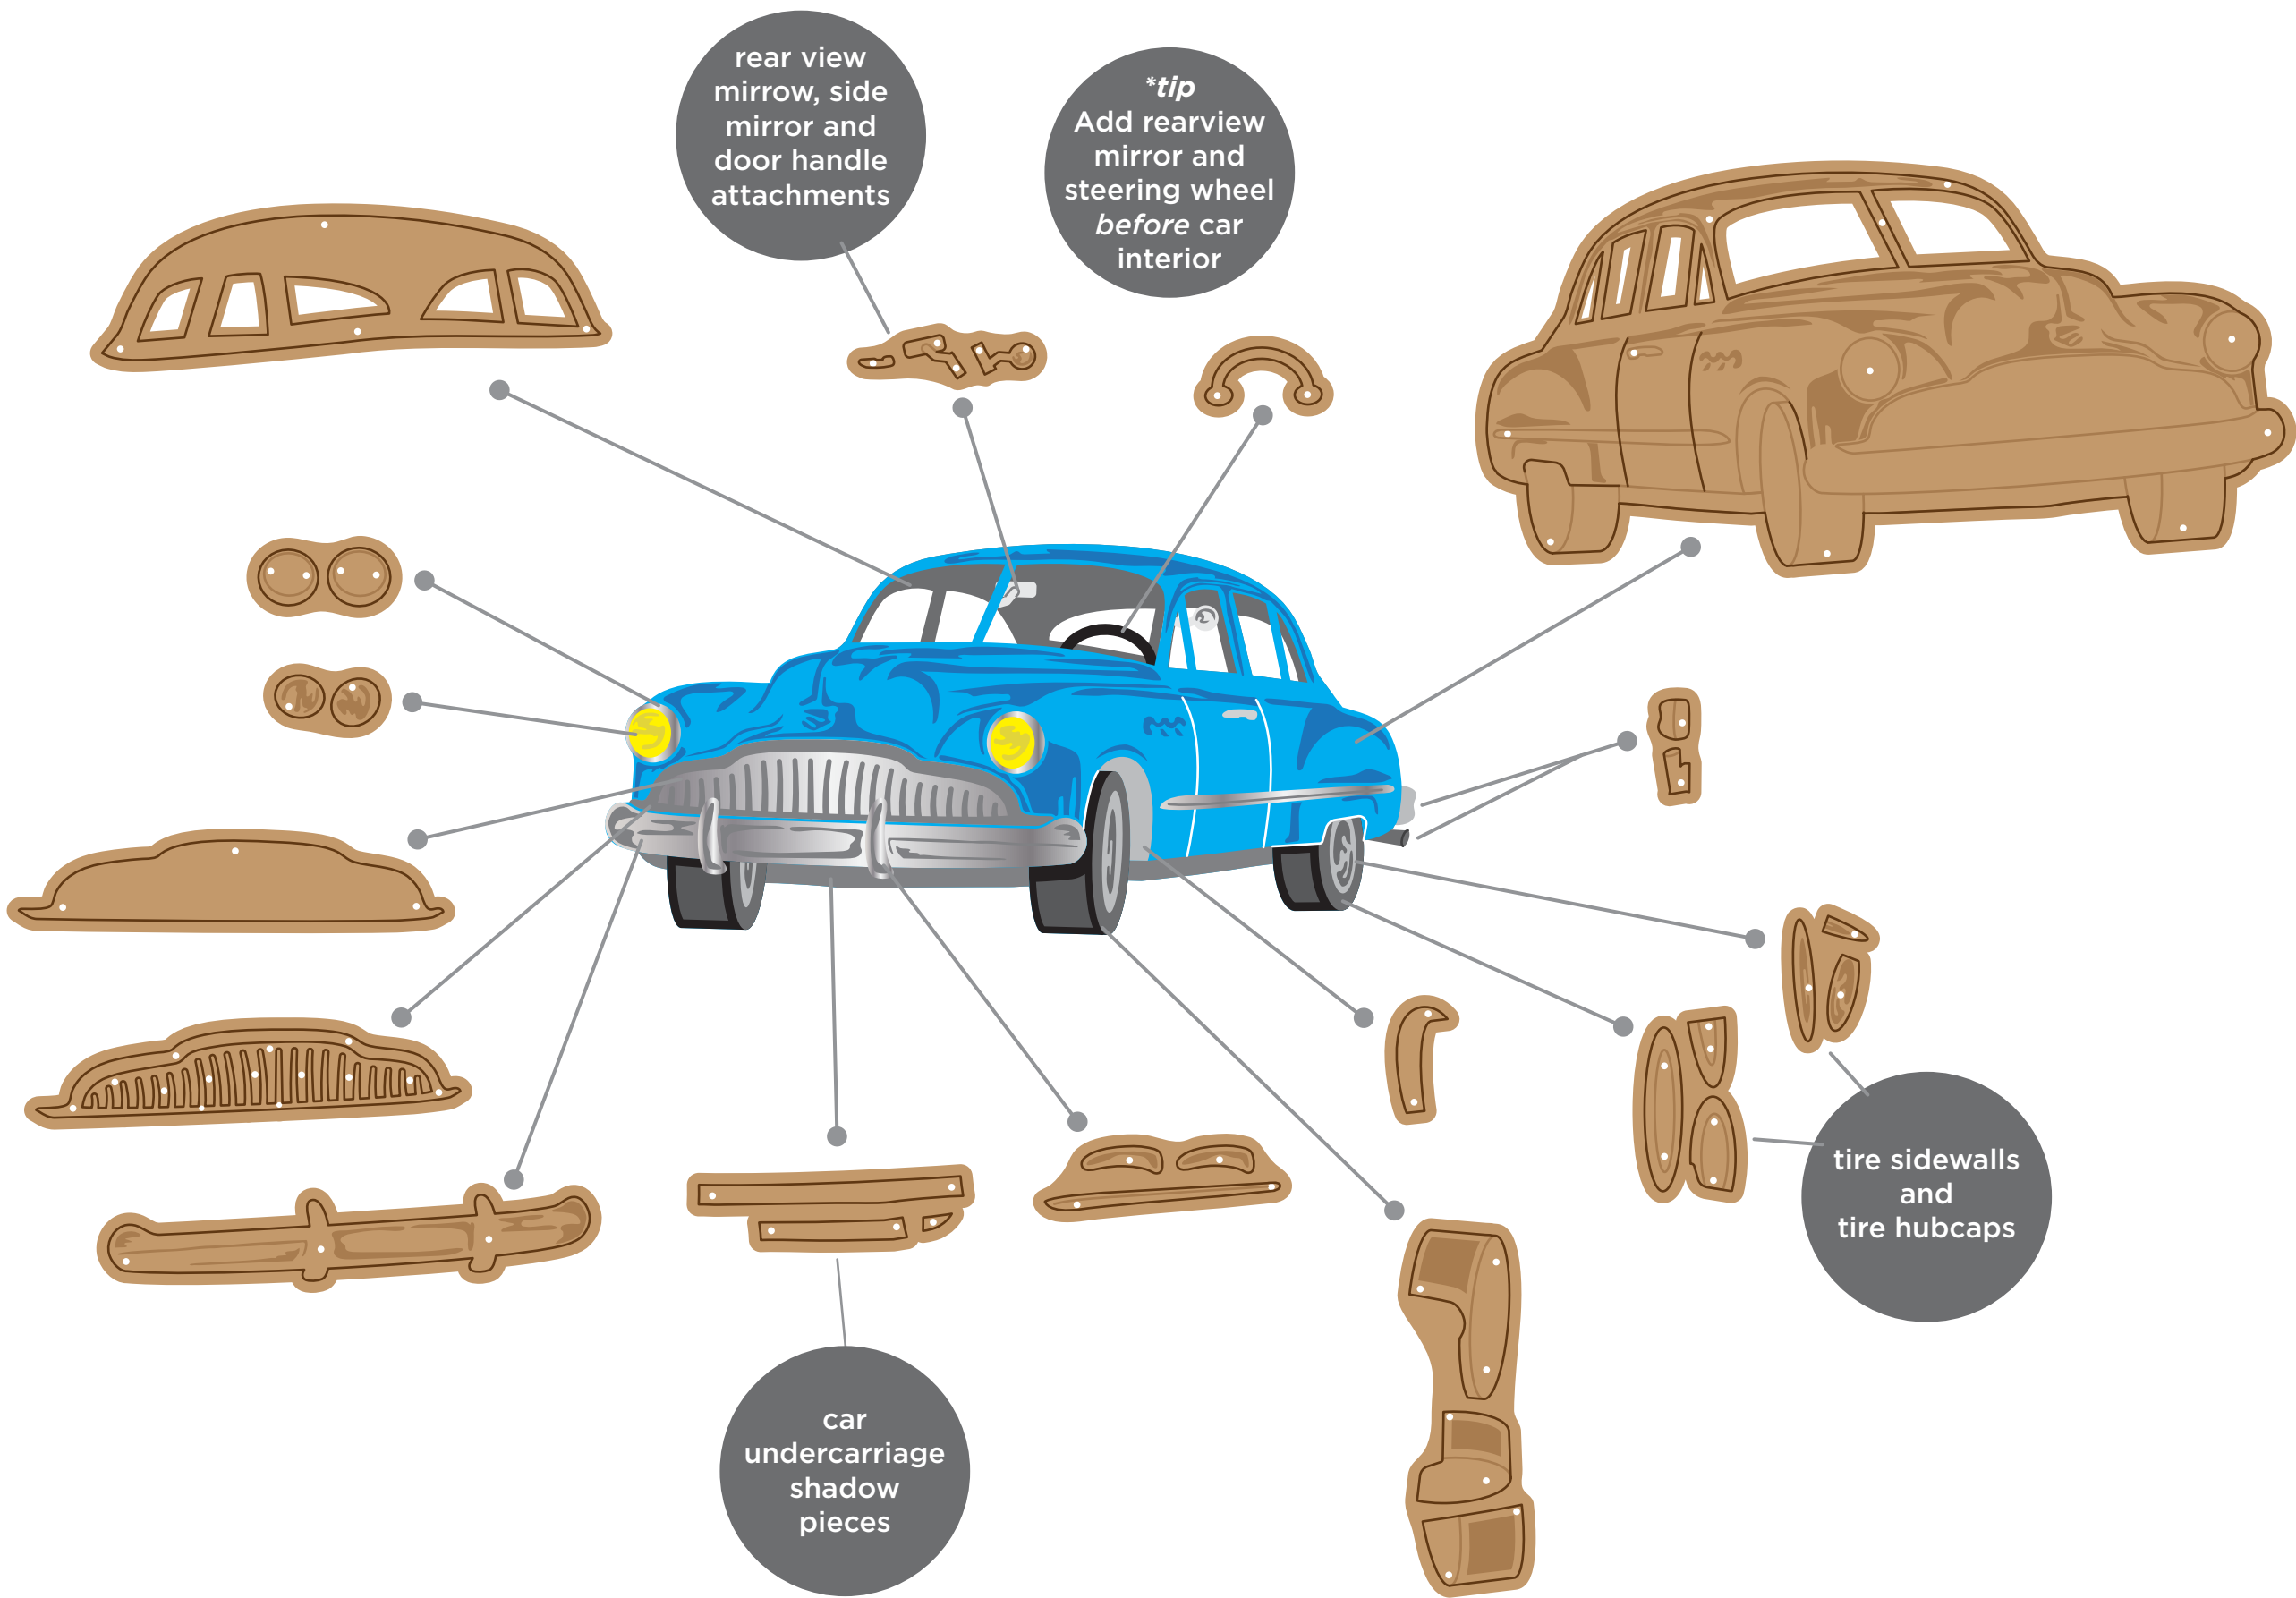 rear view
mirrow, side
mirror and
door handle
attachments
*tip
Add rearview
mirror and
steering wheel
before car
interior
tire sidewalls
and
tire hubcaps
car
undercarriage
shadow
pieces